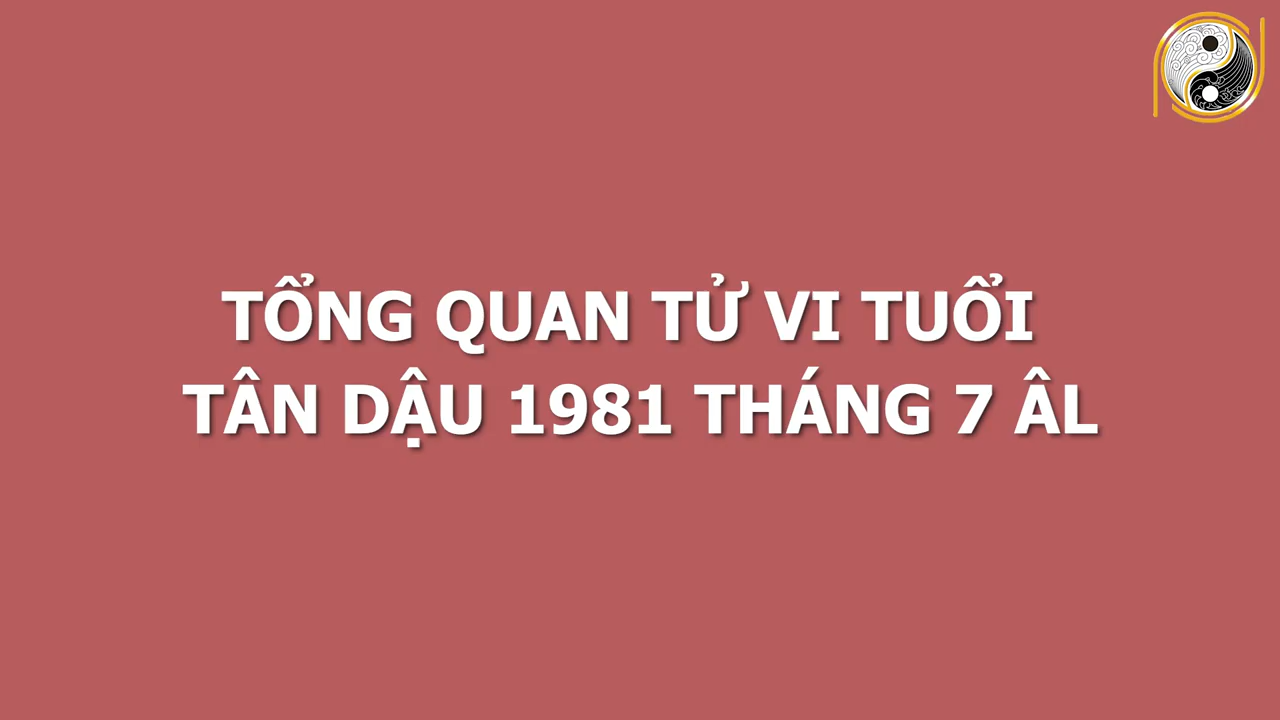 TỔNG QUAN TỬ VI TUỔI
TÂN DẬU 1981 THÁNG 7 ÂL